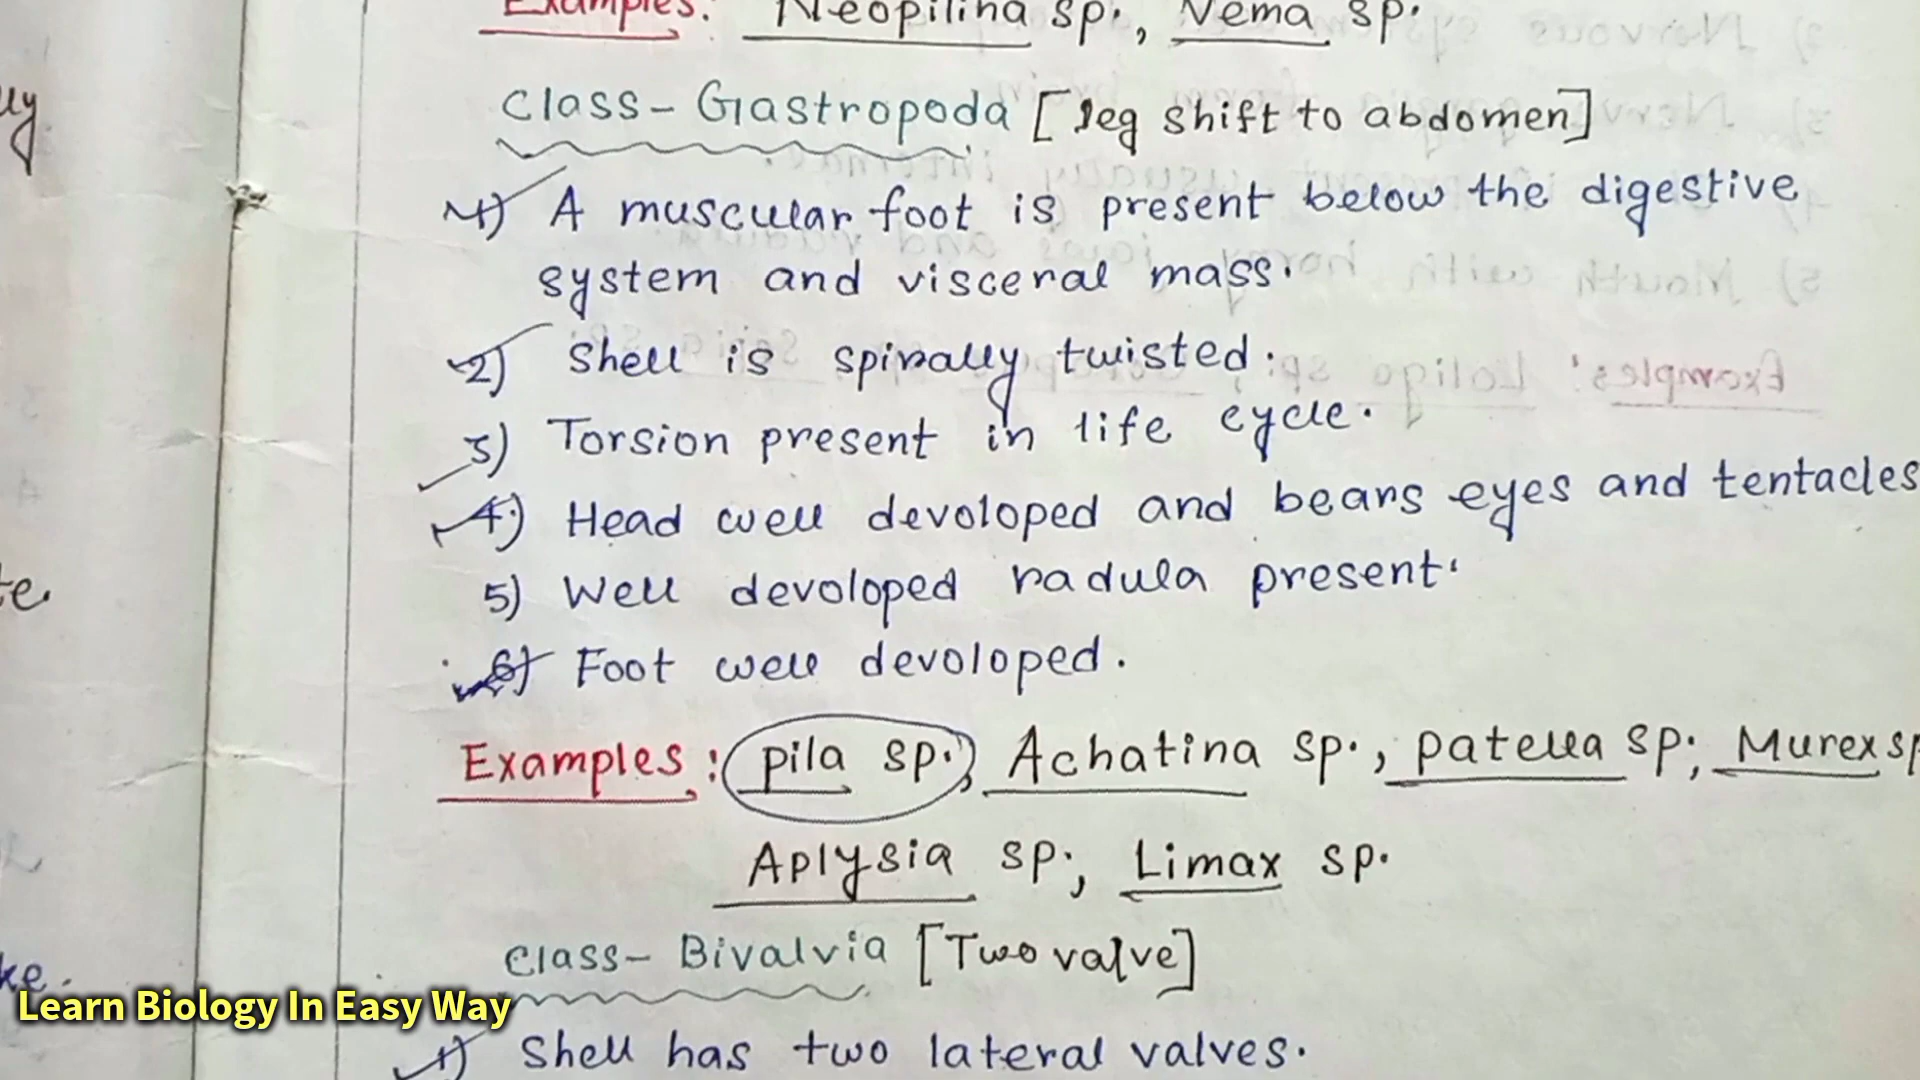 Examples: Neopilina sp., Vema sp.
Class- Gastropoda [leg shift to abdomen]
1) A muscular foot is present below the digestive
system and visceral mass.
2) Shell is spirally twisted.
3) Torsion present in life cycle.
4.) Head well devoloped and bears eyes and tentacles
5) Well devoloped radula present.
6) Foot well devoloped.
Examples: pila sp., Achatina sp., patella sp., Murex sp
Aplysia sp., Limax sp.
Class- Bivalvia [Two valve]
Learn Biology In Easy Way
1) Shell has two lateral valves.